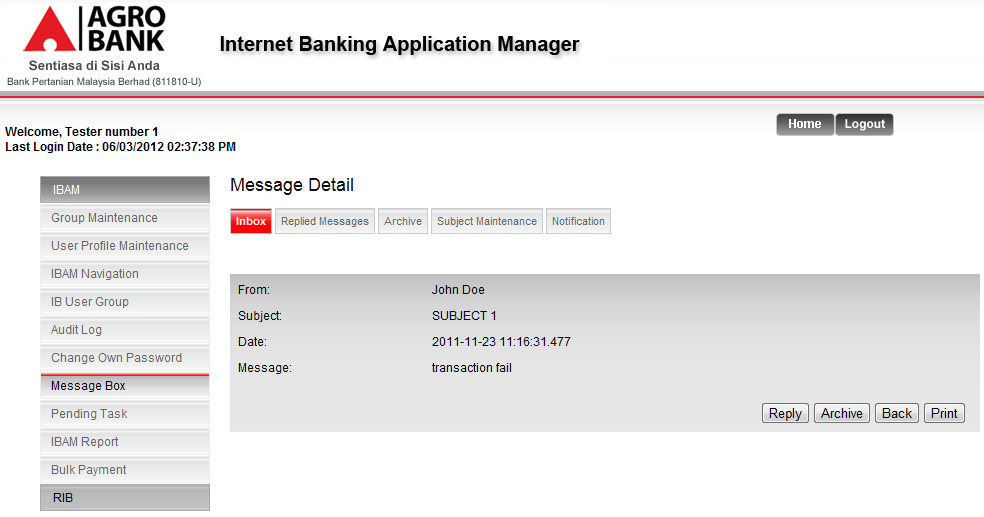 AGRO
BANK
Sentiasa di Sisi Anda
Bank Pertanian Malaysia Berhad (811810-U)
Internet Banking Application Manager
Welcome, Tester number 1
Last Login Date : 06/03/2012 02:37:38 PM
Home Logout
IBAM
Group Maintenance
User Profile Maintenance
IBAM Navigation
IB User Group
Audit Log
Change Own Password
Message Box
Pending Task
IBAM Report
Bulk Payment
RIB
Message Detail
Inbox Replied Messages Archive Subject Maintenance Notification
From: John Doe
Subject: SUBJECT 1
Date: 2011-11-23 11:16:31.477
Message: transaction fail
Reply Archive Back Print